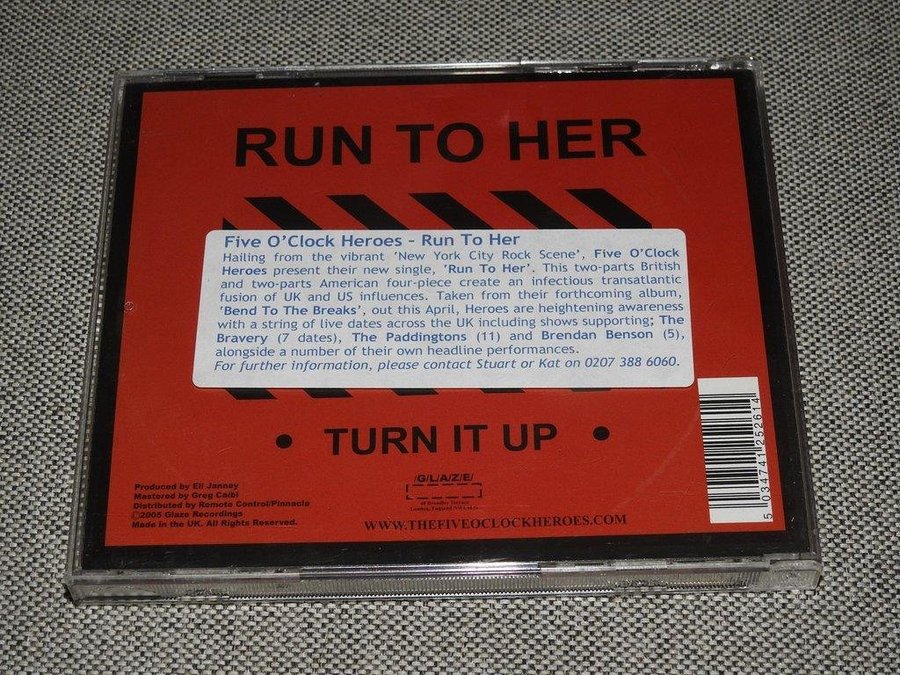 RUN TO HER
Five O'Clock Heroes - Run To Her
Hailing from the vibrant 'New York City Rock Scene', Five O'Clock
Heroes present their new single, 'Run To Her'. This two-parts British
and two-parts American four-piece create an infectious transatlantic
fusion of UK and US influences. Taken from their forthcoming album,
'Bend To The Breaks', out this April, Heroes are heightening awareness
with a string of live dates across the UK including shows supporting; The
Bravery (7 dates), The Paddingtons (11) and Brendan Benson (5),
alongside a number of their own headline performances.
For further information, please contact Stuart or Kat on 0207 388 6060.
• TURN IT UP •
Produced by Eli Janney
Mastered by Greg Calbi
Distributed by Remote Control/Pinnacle
©2005 Glaze Recordings
Made in the UK. All Rights Reserved.
/G/L/A/Z/E/
London, England
WWW.THEFIVEOCLOCKHEROES.COM
5 034741 252614